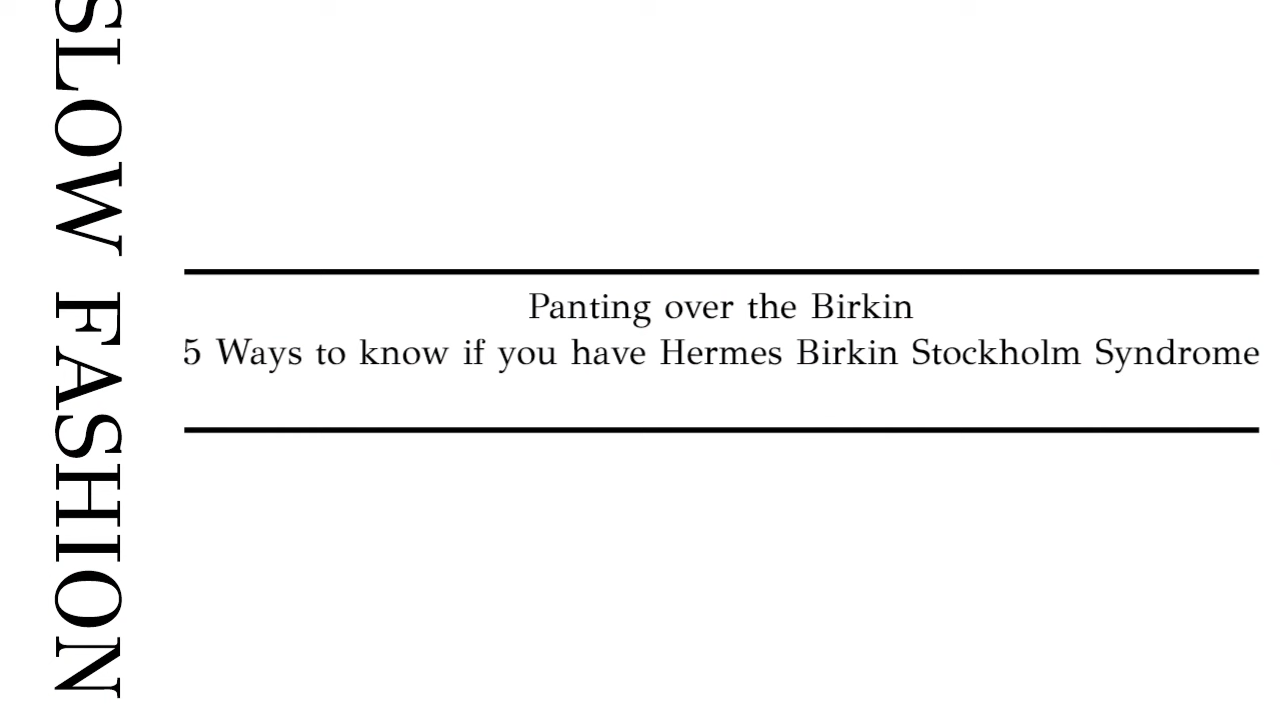 SLOW FASHION
Panting over the Birkin
5 Ways to know if you have Hermes Birkin Stockholm Syndrome